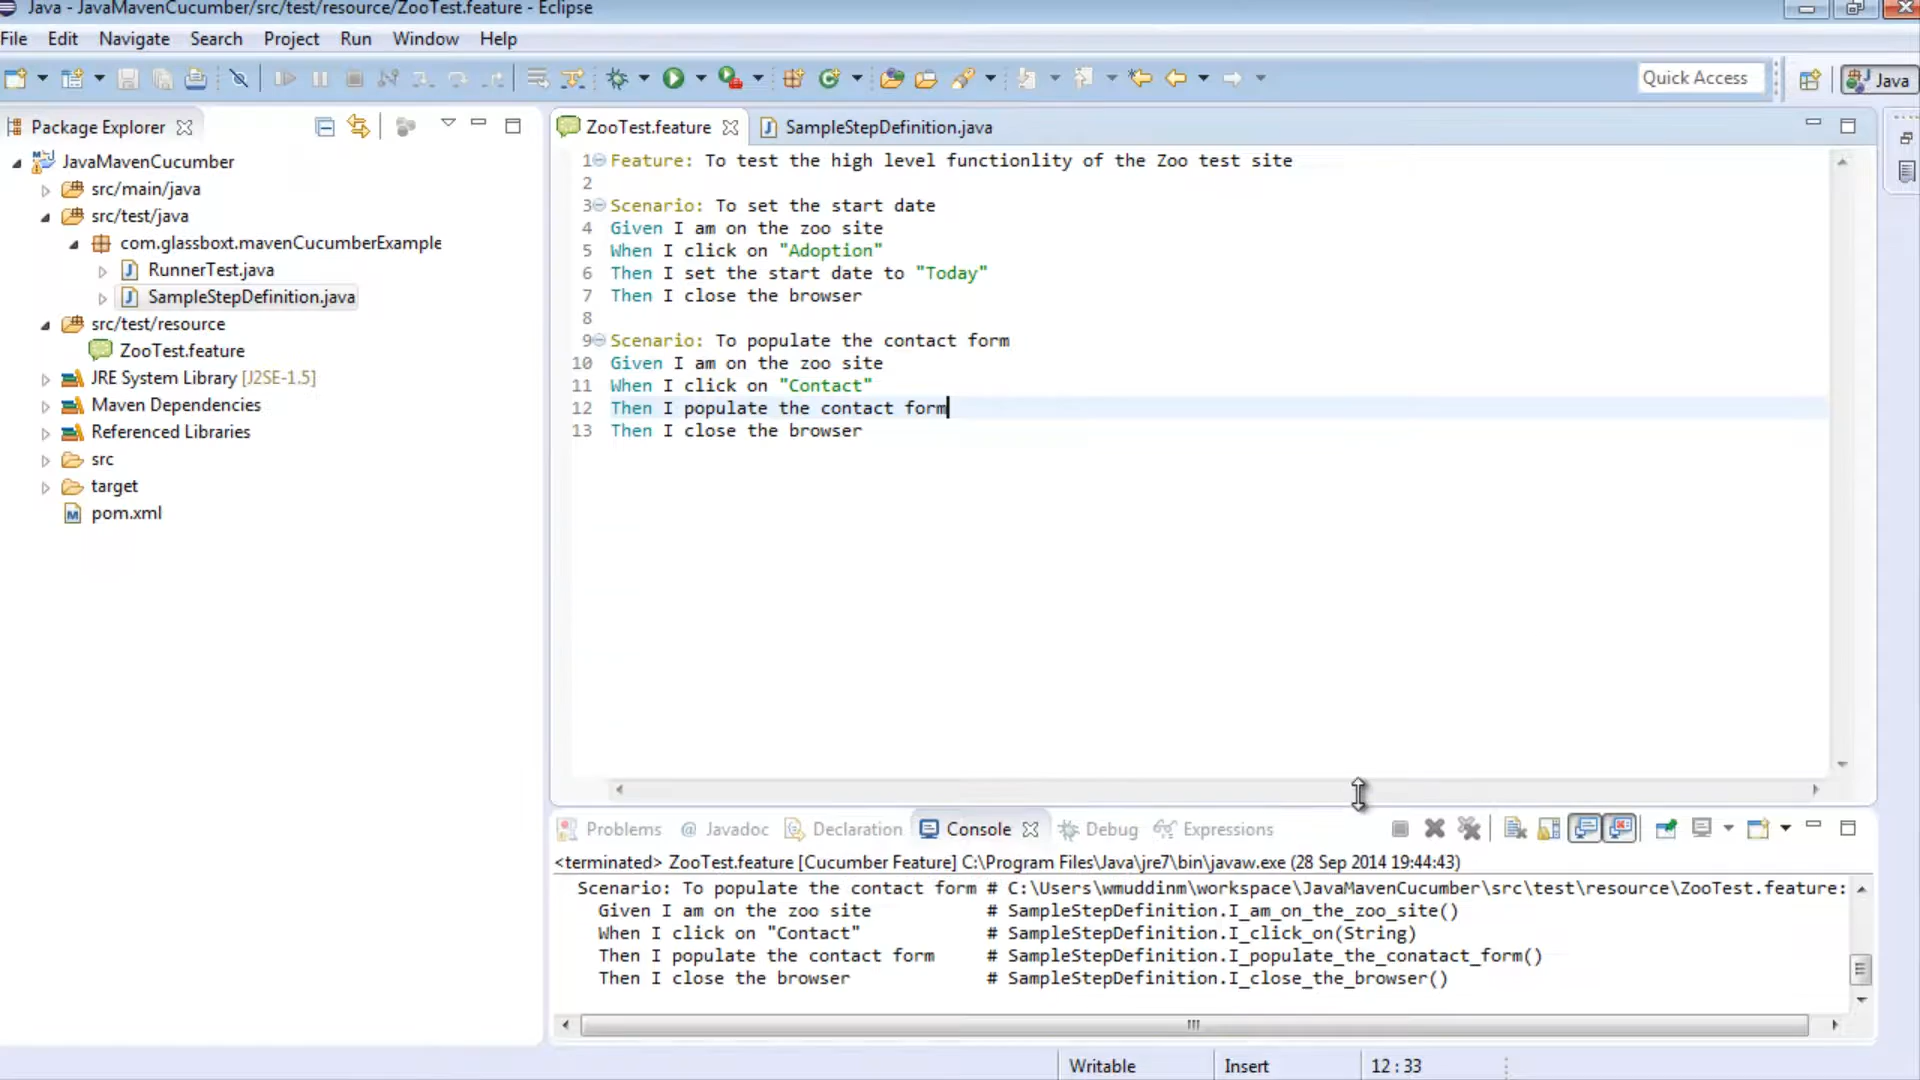 Java - JavaMavenCucumber/src/test/resource/ZooTest.feature - Eclipse
File Edit Navigate Search Project Run Window Help
Quick Access Java
Package Explorer
JavaMavenCucumber
src/main/java
src/test/java
com.glassboxt.mavenCucumberExample
RunnerTest.java
SampleStepDefinition.java
src/test/resource
ZooTest.feature
JRE System Library [J2SE-1.5]
Maven Dependencies
Referenced Libraries
src
target
pom.xml
ZooTest.feature SampleStepDefinition.java
1 Feature: To test the high level functionlity of the Zoo test site
2
3 Scenario: To set the start date
4 Given I am on the zoo site
5 When I click on "Adoption"
6 Then I set the start date to "Today"
7 Then I close the browser
8
9 Scenario: To populate the contact form
10 Given I am on the zoo site
11 When I click on "Contact"
12 Then I populate the contact form
13 Then I close the browser
Problems @ Javadoc Declaration Console Debug Expressions
<terminated> ZooTest.feature [Cucumber Feature] C:\Program Files\Java\jre7\bin\javaw.exe (28 Sep 2014 19:44:43)
Scenario: To populate the contact form # C:\Users\wmuddinm\workspace\JavaMavenCucumber\src\test\resource\ZooTest.feature:
Given I am on the zoo site # SampleStepDefinition.I_am_on_the_zoo_site()
When I click on "Contact" # SampleStepDefinition.I_click_on(String)
Then I populate the contact form # SampleStepDefinition.I_populate_the_conatact_form()
Then I close the browser # SampleStepDefinition.I_close_the_browser()
Writable Insert 12 : 33